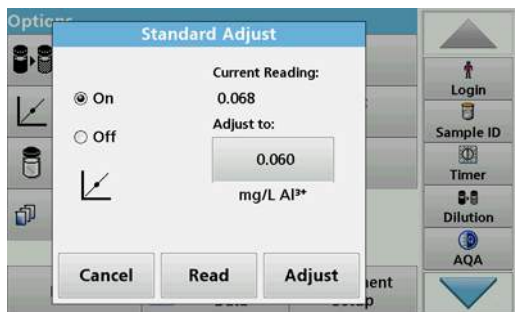 Options
Standard Adjust
Current Reading:
On
0.068
Adjust to:
Off
0.060
mg/L Al³⁺
Cancel
Read
Adjust
Login
Sample ID
Timer
Dilution
AQA